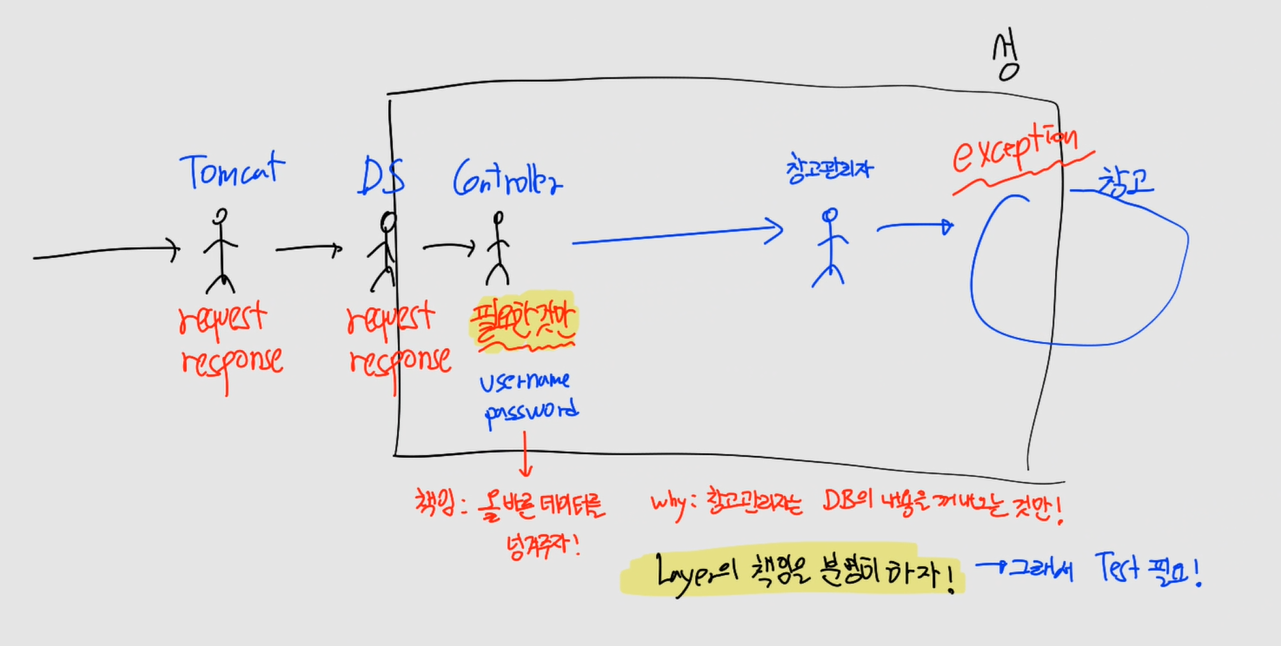 성
exception
Tomcat
DS
Controller
창고관리자
창고
request
response
request
response
필요한것만
username
password
책임: 올바른 데이터를
넘겨주자!
why: 창고관리자는 DB의 내용을 꺼내오는 것만!
Layer의 책임을 분명히 하자!
→그래서 Test 필요!